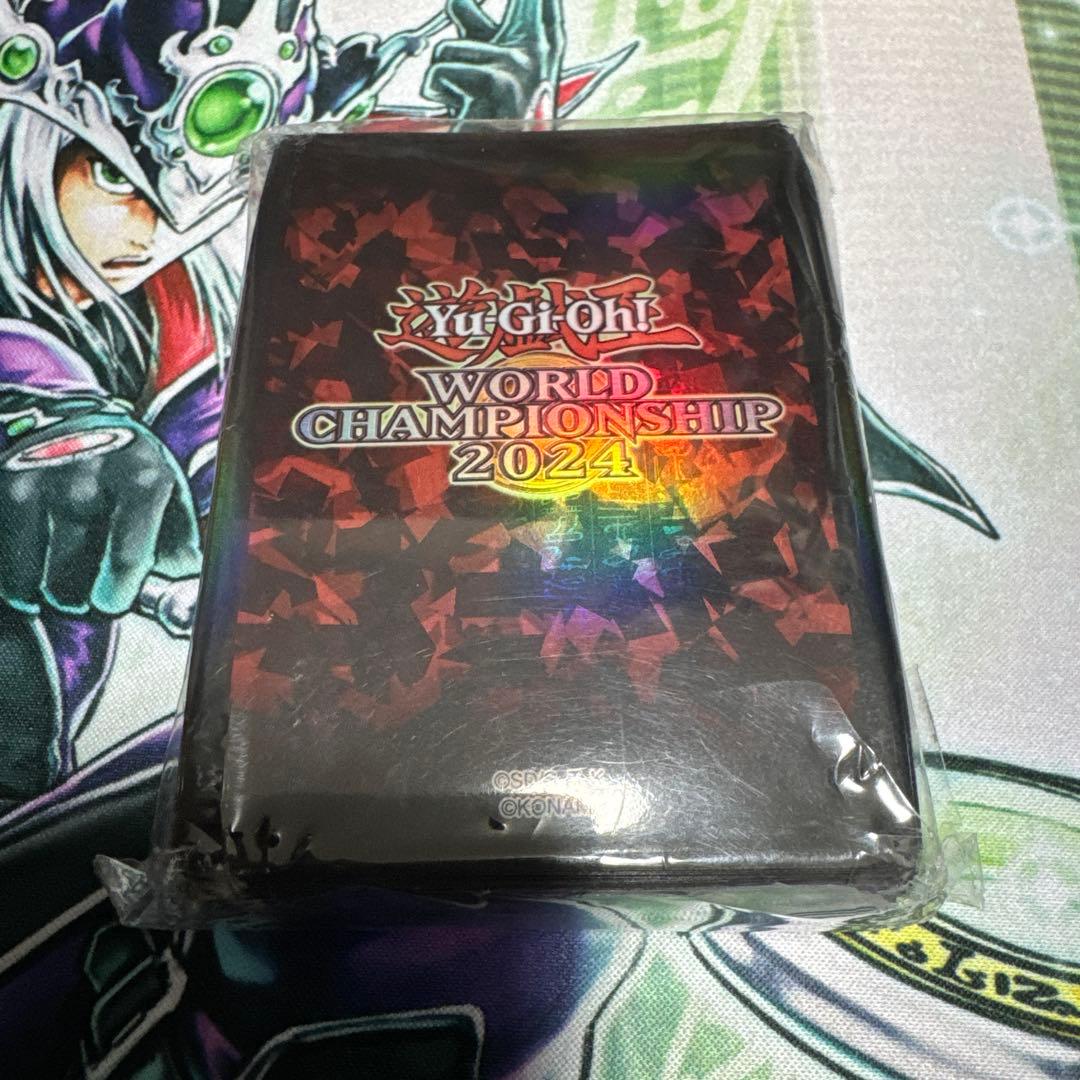 遊戯王
Yu-Gi-Oh!
WORLD
CHAMPIONSHIP
2024
©KONAMI